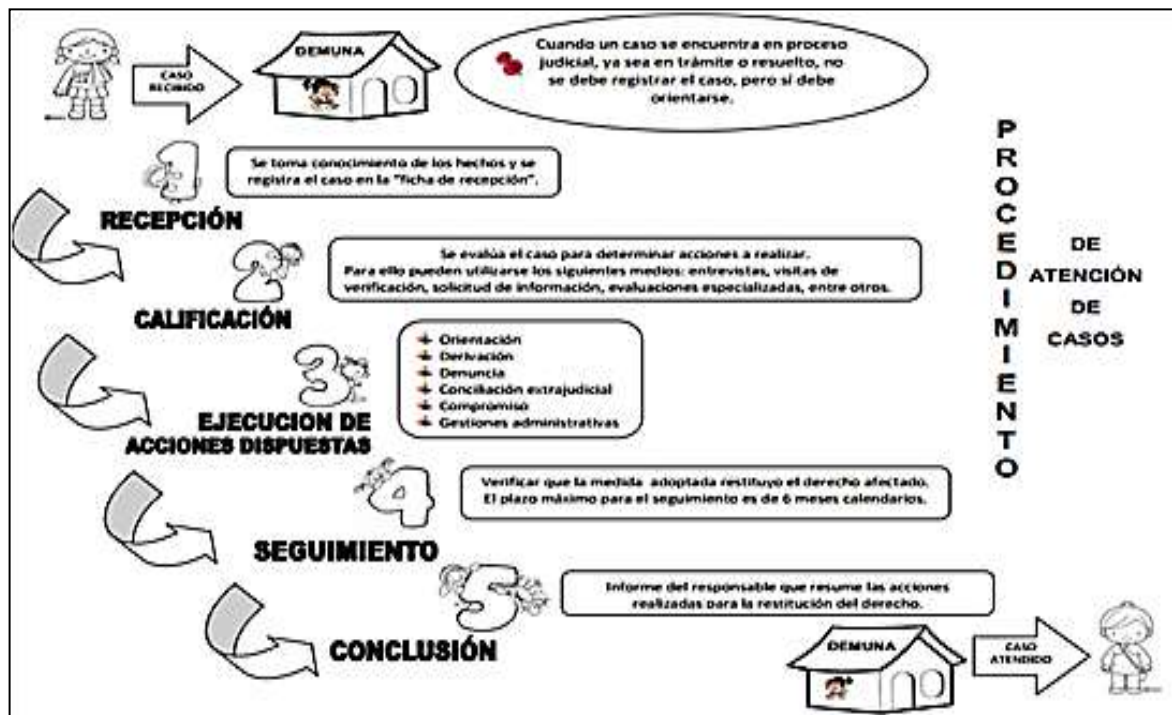 CASO
RECIBIDO
DEMUNA
Cuando un caso se encuentra en proceso
judicial, ya sea en trámite o resuelto, no
se debe registrar el caso, pero sí debe
orientarse.
PROCEDIMIENTO
DE
ATENCIÓN
DE
CASOS
1
Se toma conocimiento de los hechos y se
registra el caso en la "ficha de recepción".
RECEPCIÓN
2
Se evalúa el caso para determinar acciones a realizar.
Para ello pueden utilizarse los siguientes medios: entrevistas, visitas de
verificación, solicitud de información, evaluaciones especializadas, entre otros.
CALIFICACIÓN
3
Orientación
Derivación
Denuncia
Conciliación extrajudicial
Compromiso
Gestiones administrativas
EJECUCION DE
ACCIONES DISPUESTAS
4
Verificar que la medida adoptada restituyo el derecho afectado.
El plazo máximo para el seguimiento es de 6 meses calendarios.
SEGUIMIENTO
5
Informe del responsable que resume las acciones
realizadas para la restitución del derecho.
CONCLUSIÓN
DEMUNA
CASO
ATENDIDO